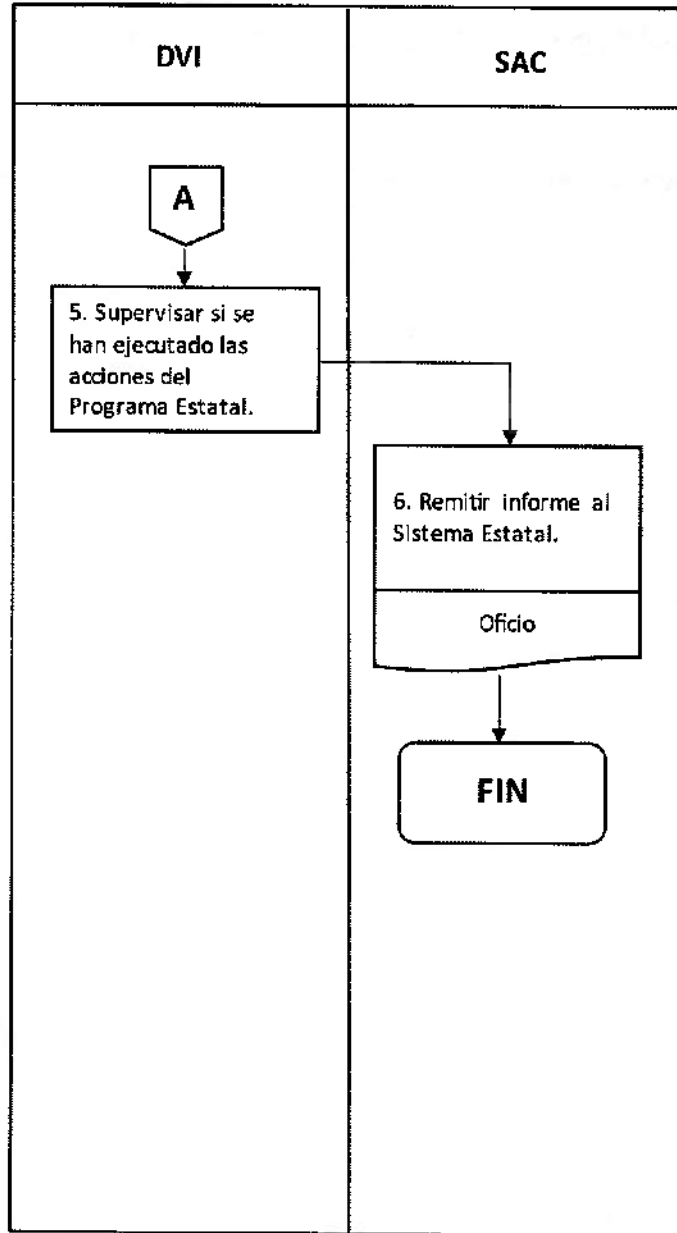 DVI
SAC
A
5. Supervisar si se
han ejecutado las
acciones del
Programa Estatal.
6. Remitir informe al
Sistema Estatal.
Oficio
FIN